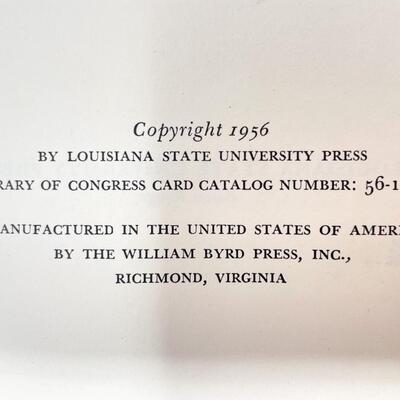 Copyright 1956
BY LOUISIANA STATE UNIVERSITY PRESS
RARY OF CONGRESS CARD CATALOG NUMBER: 56-1
ANUFACTURED IN THE UNITED STATES OF AMERI
BY THE WILLIAM BYRD PRESS, INC.,
RICHMOND, VIRGINIA